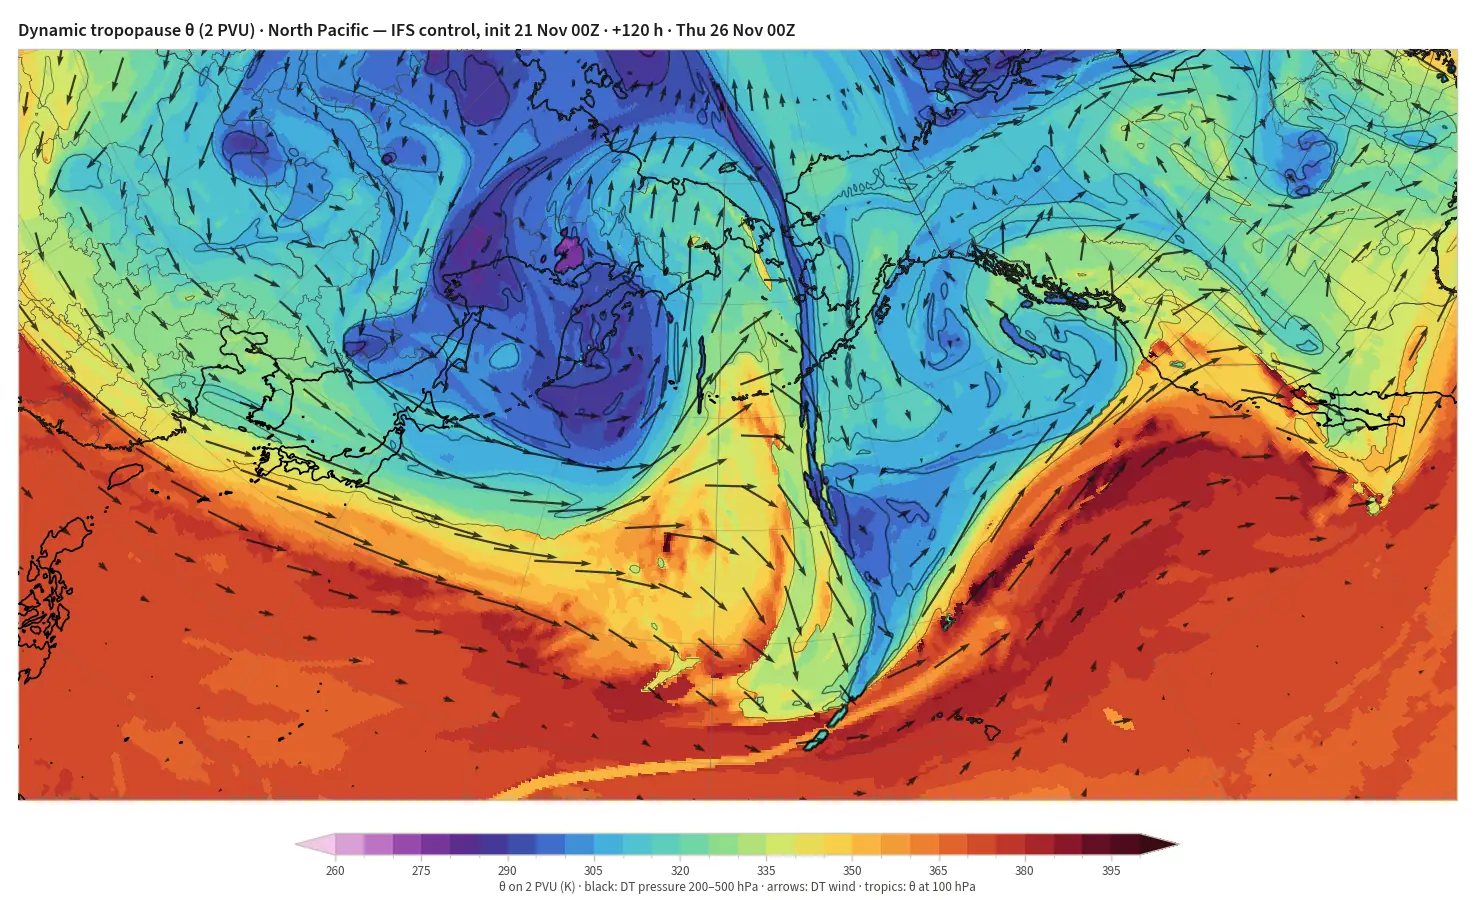 Dynamic tropopause θ (2 PVU) · North Pacific — IFS control, init 21 Nov 00Z · +120 h · Thu 26 Nov 00Z
260 275 290 305 320 335 350 365 380 395
θ on 2 PVU (K) · black: DT pressure 200–500 hPa · arrows: DT wind · tropics: θ at 100 hPa